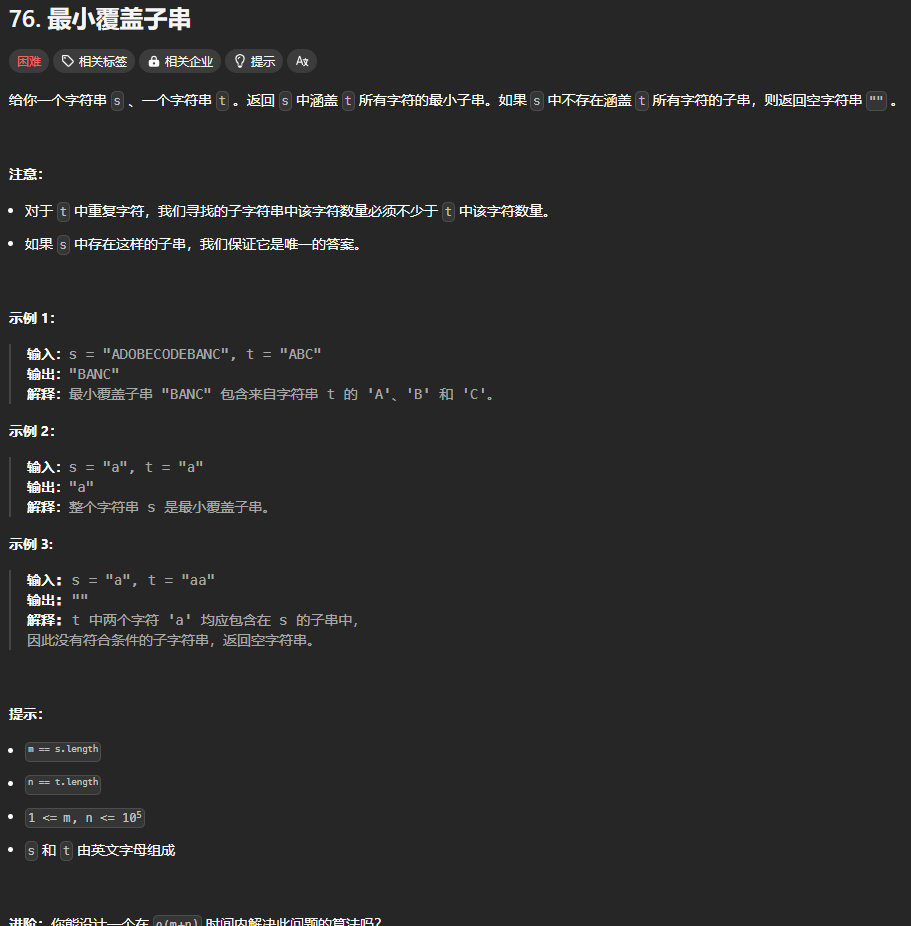 76. 最小覆盖子串
困难 相关标签 相关企业 提示 Az
给你一个字符串 s 、一个字符串 t 。返回 s 中涵盖 t 所有字符的最小子串。如果 s 中不存在涵盖 t 所有字符的子串，则返回空字符串 "" 。
注意：
对于 t 中重复字符，我们寻找的子字符串中该字符数量必须不少于 t 中该字符数量。
如果 s 中存在这样的子串，我们保证它是唯一的答案。
示例 1：
输入：s = "ADOBECODEBANC", t = "ABC"
输出："BANC"
解释：最小覆盖子串 "BANC" 包含来自字符串 t 的 'A'、'B' 和 'C'。
示例 2：
输入：s = "a", t = "a"
输出："a"
解释：整个字符串 s 是最小覆盖子串。
示例 3:
输入: s = "a", t = "aa"
输出: ""
解释: t 中两个字符 'a' 均应包含在 s 的子串中，
因此没有符合条件的子字符串，返回空字符串。
提示：
m == s.length
n == t.length
1 <= m, n <= 10⁵
s 和 t 由英文字母组成
进阶：你能设计一个在 o(m+n) 时间内解决此问题的算法吗？